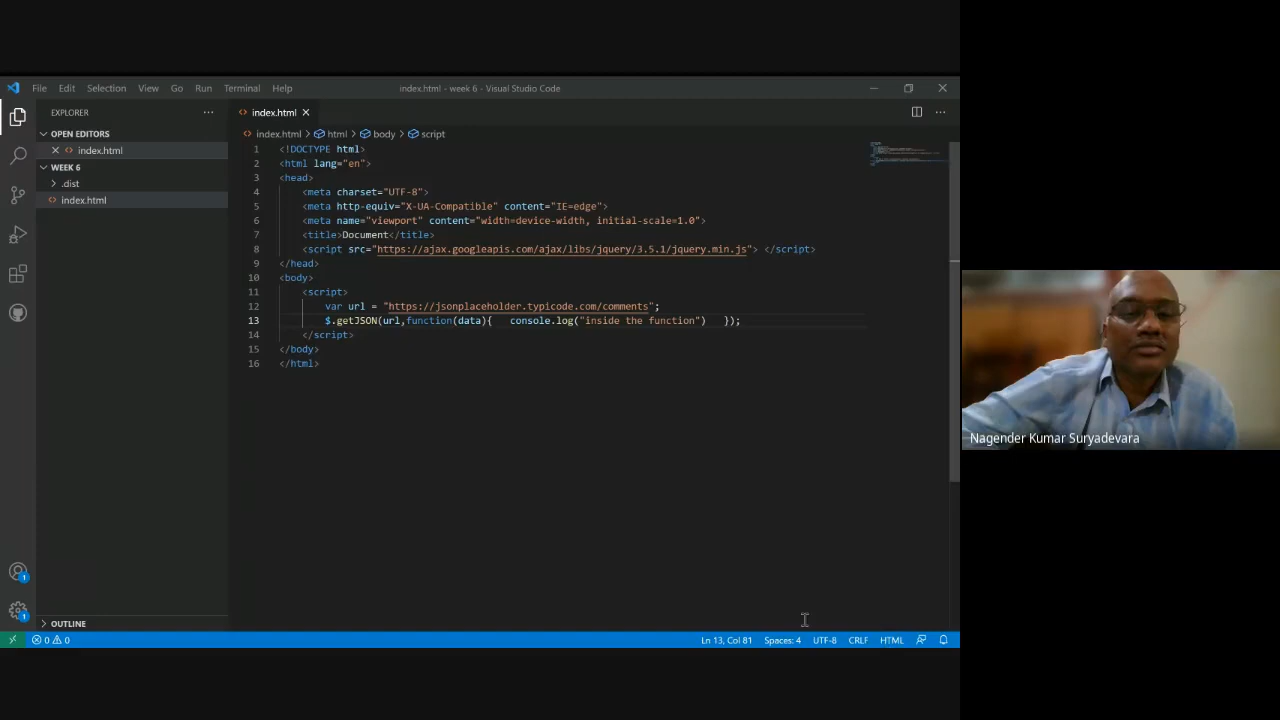 File Edit Selection View Go Run Terminal Help index.html - week 6 - Visual Studio Code
EXPLORER
OPEN EDITORS
index.html
WEEK 6
.dist
index.html
OUTLINE
index.html
index.html > html > body > script
1 <!DOCTYPE html>
2 <html lang="en">
3 <head>
4 <meta charset="UTF-8">
5 <meta http-equiv="X-UA-Compatible" content="IE=edge">
6 <meta name="viewport" content="width=device-width, initial-scale=1.0">
7 <title>Document</title>
8 <script src="https://ajax.googleapis.com/ajax/libs/jquery/3.5.1/jquery.min.js"> </script>
9 </head>
10 <body>
11 <script>
12 var url = "https://jsonplaceholder.typicode.com/comments";
13 $.getJSON(url,function(data){ console.log("inside the function") });
14 </script>
15 </body>
16 </html>
1
1
0 0 Ln 13, Col 81 Spaces: 4 UTF-8 CRLF HTML
Nagender Kumar Suryadevara